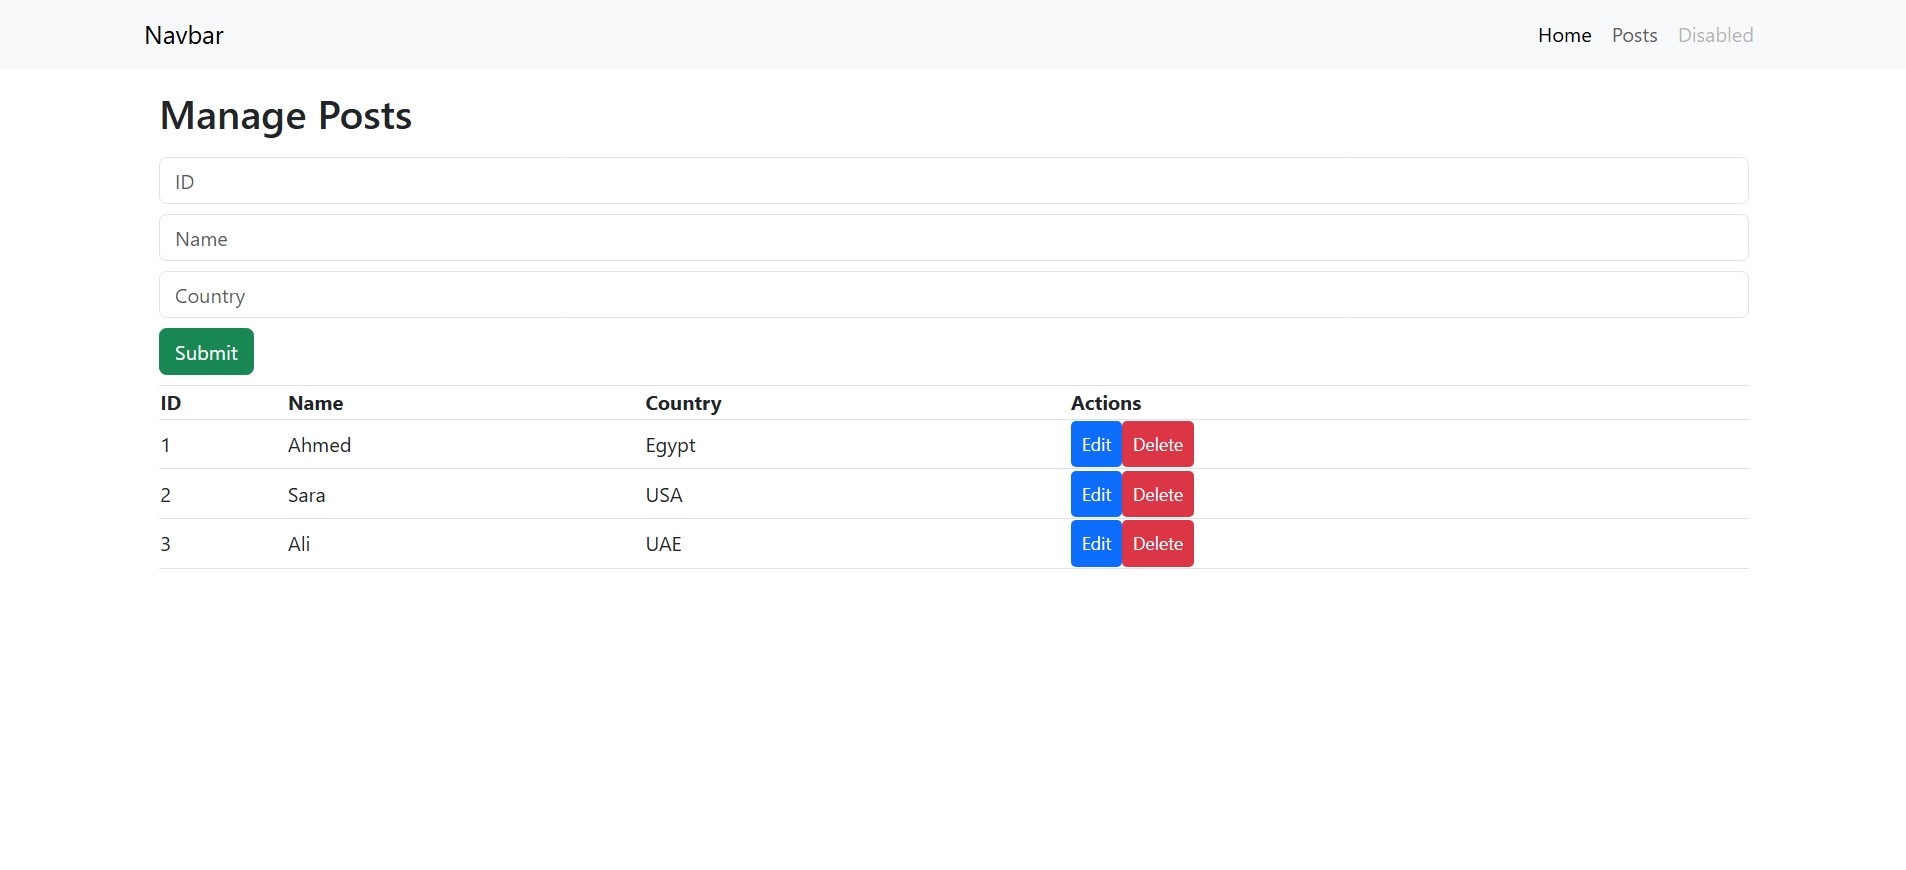 Navbar Home Posts Disabled
Manage Posts
ID
Name
Country
Submit
ID Name Country Actions
1 Ahmed Egypt Edit Delete
2 Sara USA Edit Delete
3 Ali UAE Edit Delete